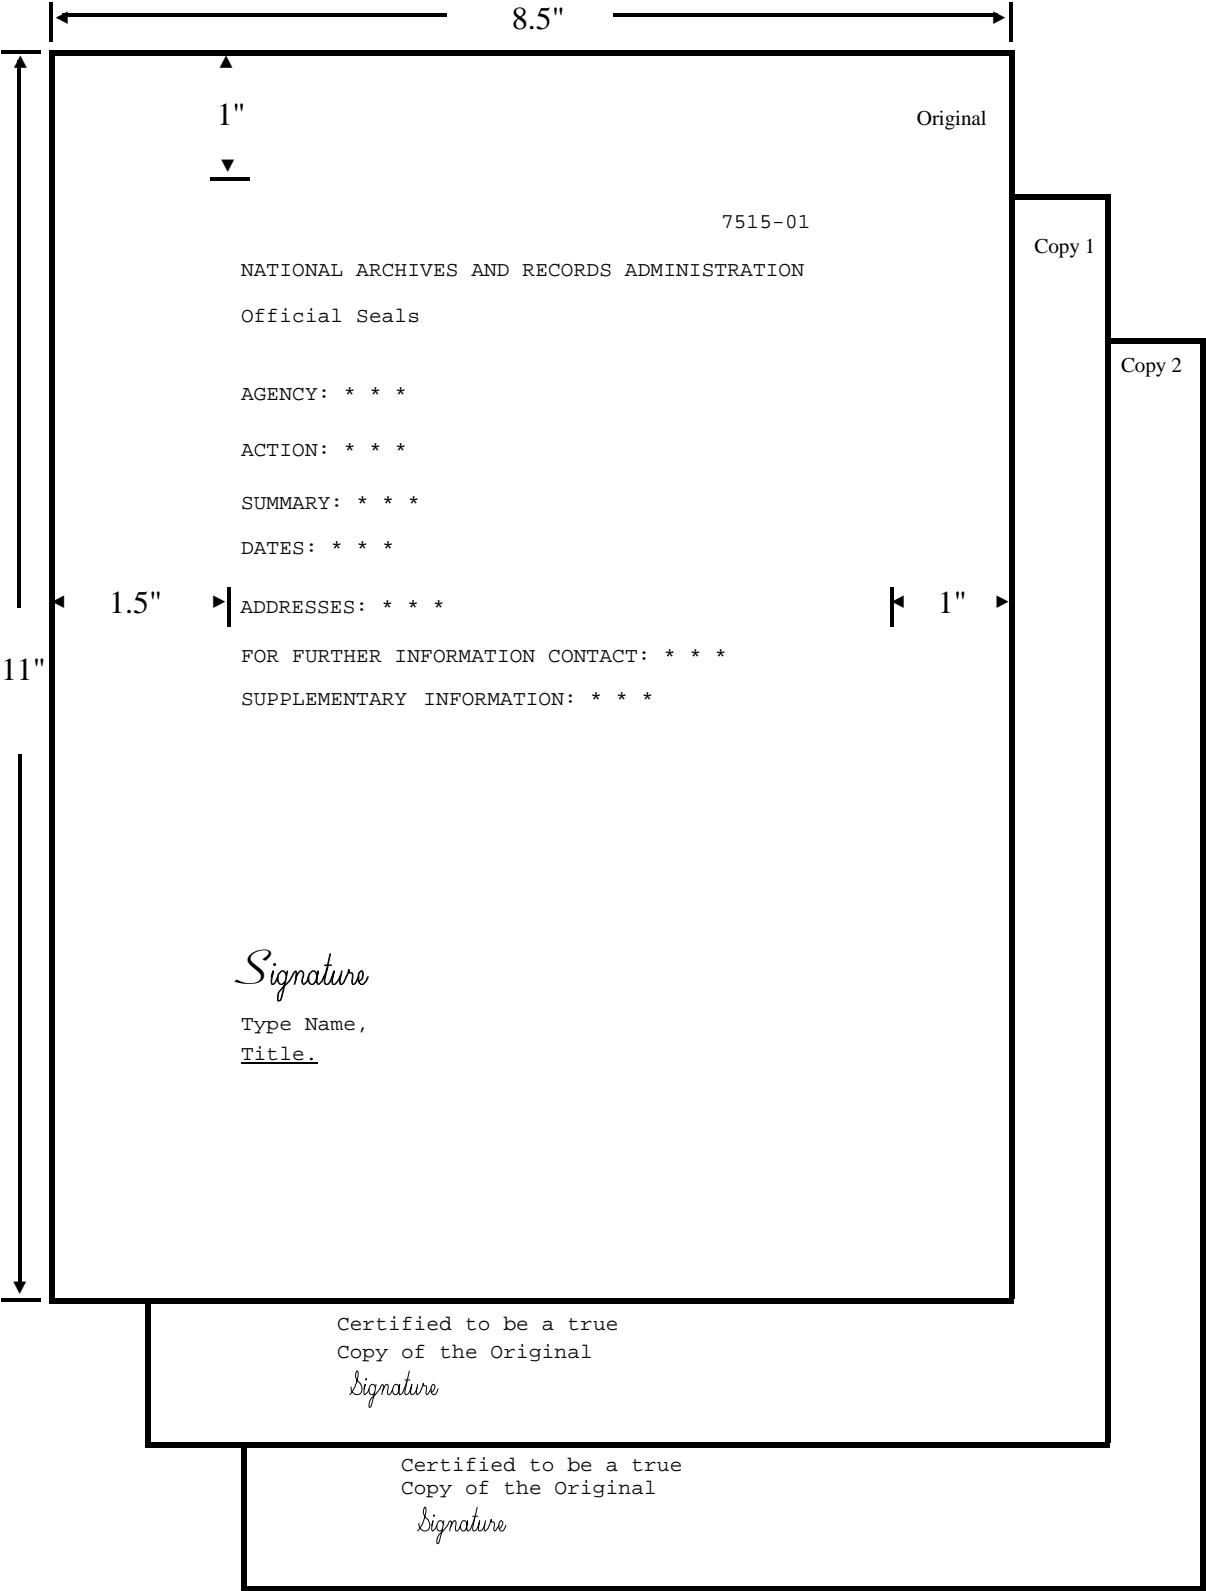 8.5"
1"
Original
7515-01
Copy 1
NATIONAL ARCHIVES AND RECORDS ADMINISTRATION
Official Seals
Copy 2
AGENCY: * * *
ACTION: * * *
SUMMARY: * * *
DATES: * * *
1.5"
ADDRESSES: * * *
1"
FOR FURTHER INFORMATION CONTACT: * * *
11"
SUPPLEMENTARY INFORMATION: * * *
Signature
Type Name,
Title.
Certified to be a true
Copy of the Original
Signature
Certified to be a true
Copy of the Original
Signature